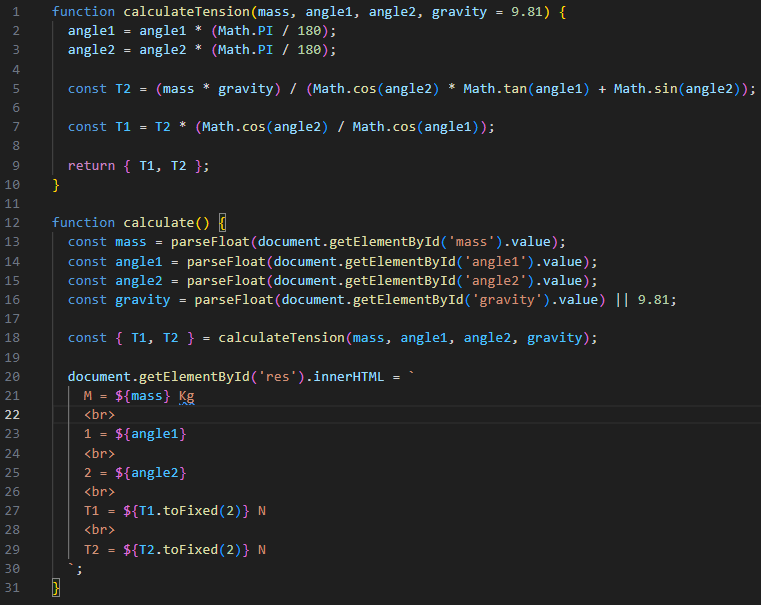 1 function calculateTension(mass, angle1, angle2, gravity = 9.81) {
2 angle1 = angle1 * (Math.PI / 180);
3 angle2 = angle2 * (Math.PI / 180);
4
5 const T2 = (mass * gravity) / (Math.cos(angle2) * Math.tan(angle1) + Math.sin(angle2));
6
7 const T1 = T2 * (Math.cos(angle2) / Math.cos(angle1));
8
9 return { T1, T2 };
10 }
11
12 function calculate() {
13 const mass = parseFloat(document.getElementById('mass').value);
14 const angle1 = parseFloat(document.getElementById('angle1').value);
15 const angle2 = parseFloat(document.getElementById('angle2').value);
16 const gravity = parseFloat(document.getElementById('gravity').value) || 9.81;
17
18 const { T1, T2 } = calculateTension(mass, angle1, angle2, gravity);
19
20 document.getElementById('res').innerHTML = `
21 M = ${mass} Kg
22 <br>
23 1 = ${angle1}
24 <br>
25 2 = ${angle2}
26 <br>
27 T1 = ${T1.toFixed(2)} N
28 <br>
29 T2 = ${T2.toFixed(2)} N
30 `;
31 }